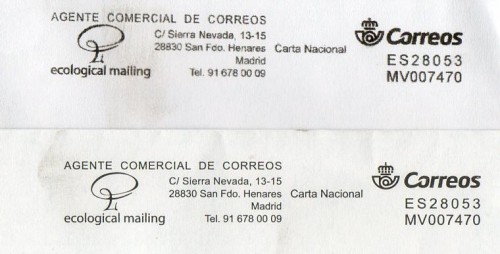 AGENTE COMERCIAL DE CORREOS
C/ Sierra Nevada, 13-15
28830 San Fdo. Henares
Madrid
Tel. 91 678 00 09
ecological mailing
Carta Nacional
Correos
ES28053
MV007470
AGENTE COMERCIAL DE CORREOS
C/ Sierra Nevada, 13-15
28830 San Fdo. Henares
Madrid
Tel. 91 678 00 09
ecological mailing
Carta Nacional
Correos
ES28053
MV007470